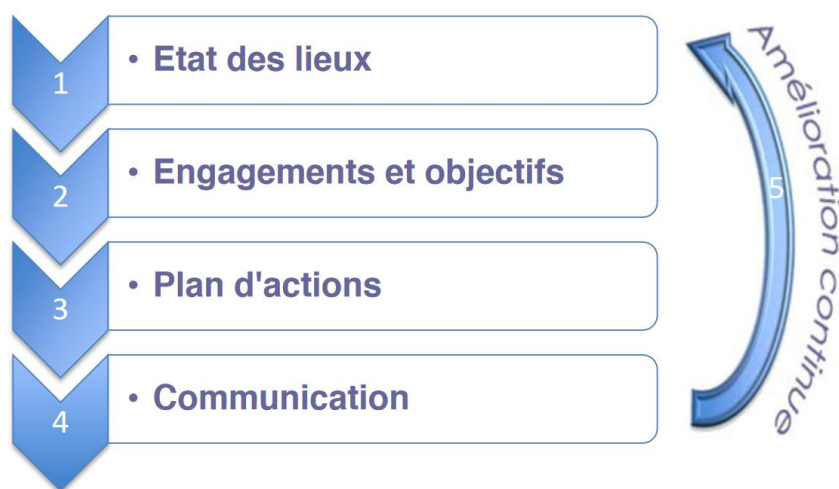 1
• Etat des lieux
2
• Engagements et objectifs
3
• Plan d'actions
4
• Communication
5
Amélioration continue